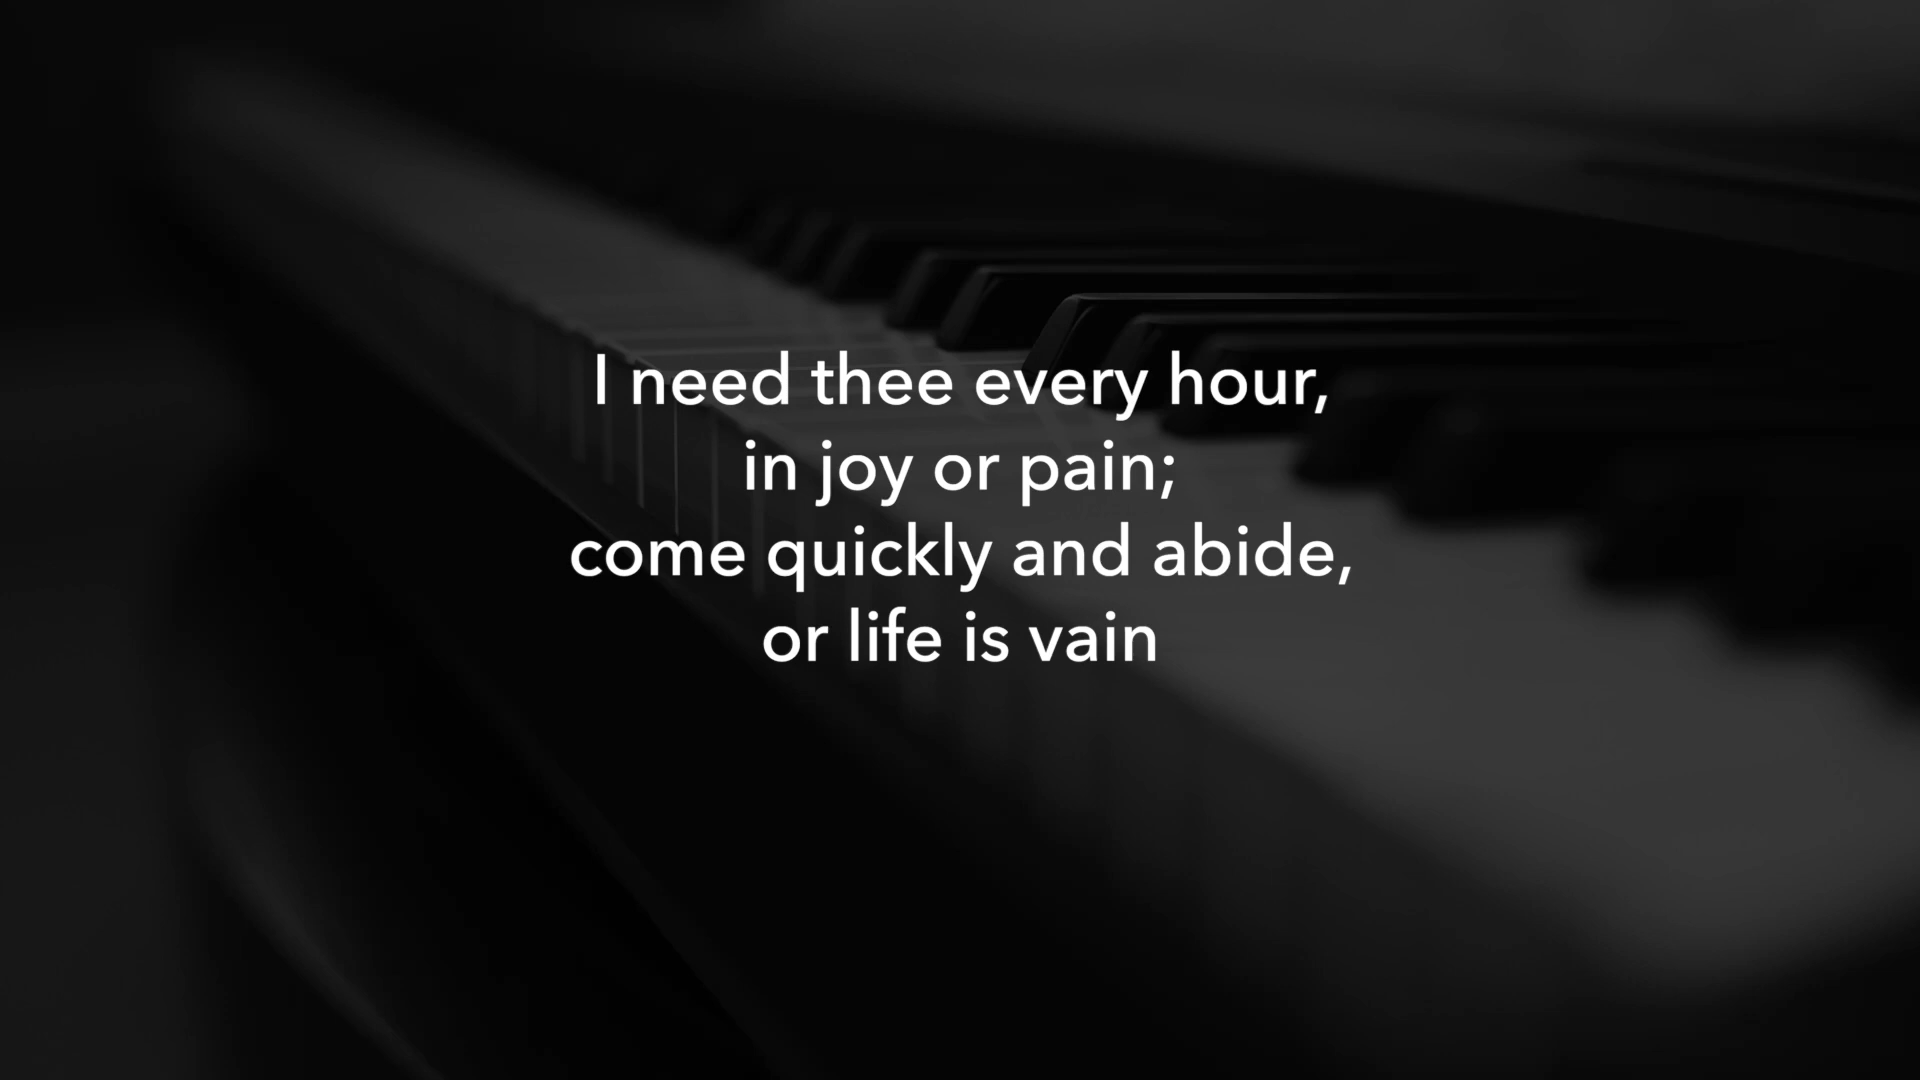 I need thee every hour,
in joy or pain;
come quickly and abide,
or life is vain